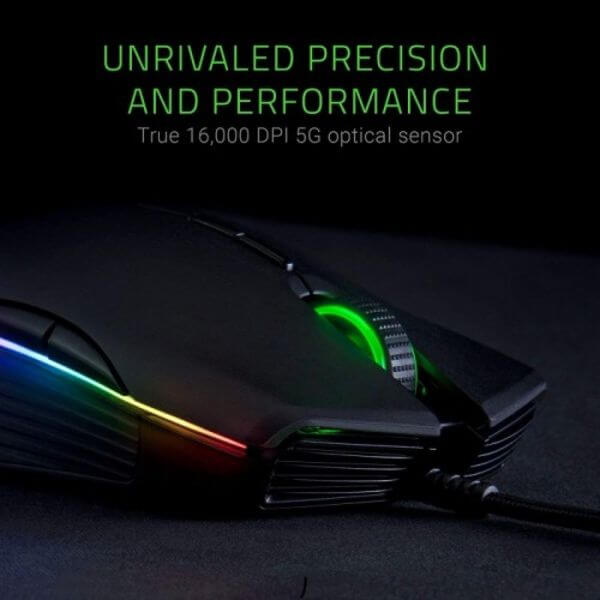 UNRIVALED PRECISION
AND PERFORMANCE
True 16,000 DPI 5G optical sensor